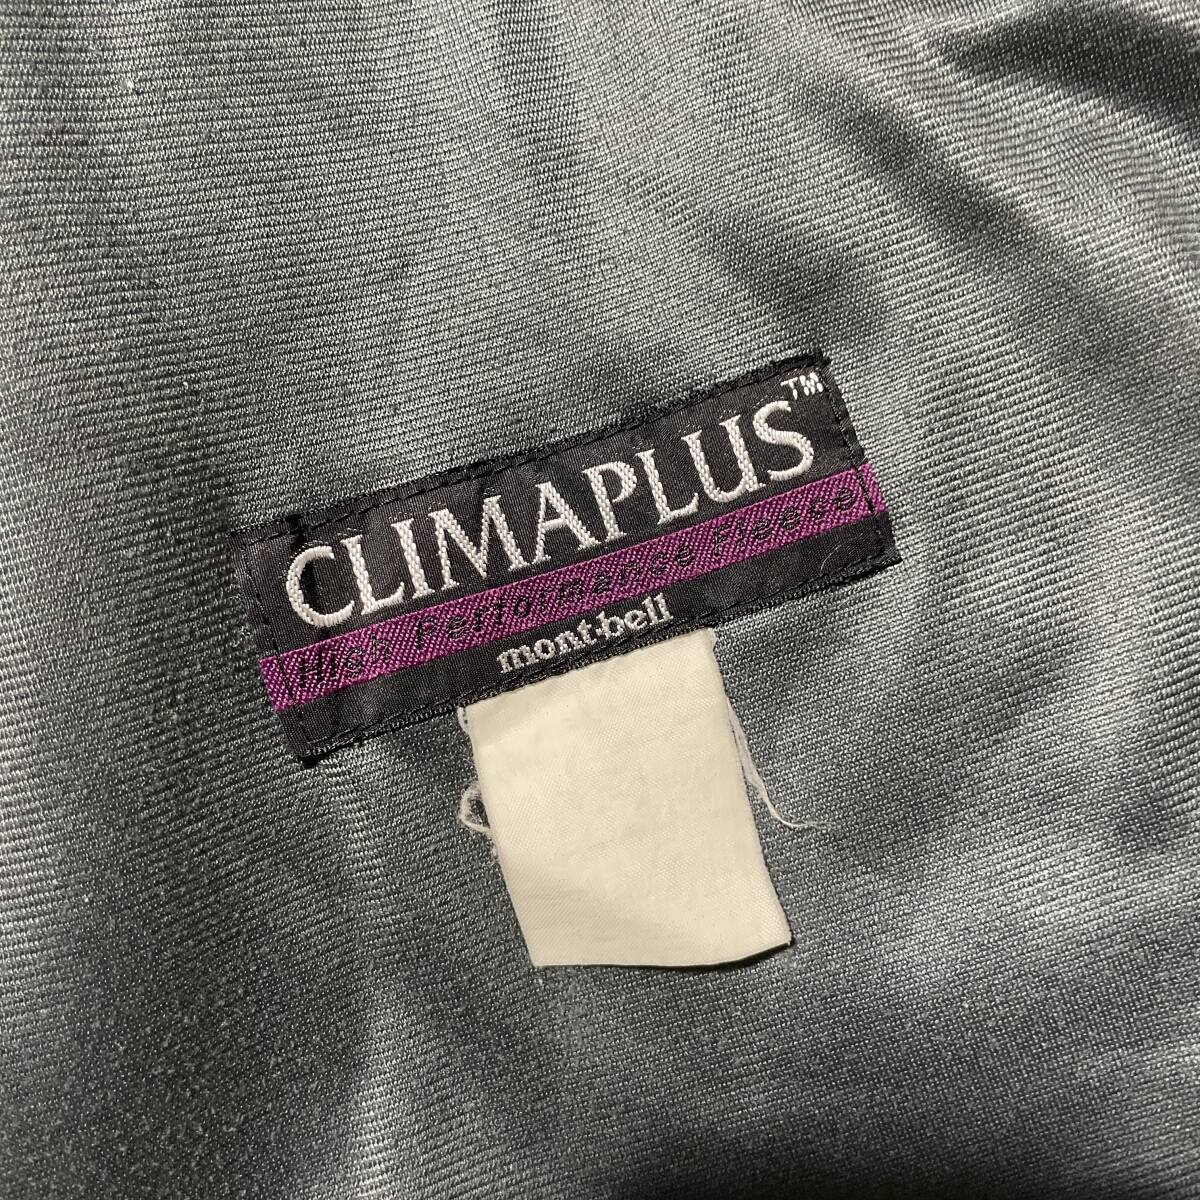 CLIMAPLUS™
High Performance Fleece
mont-bell